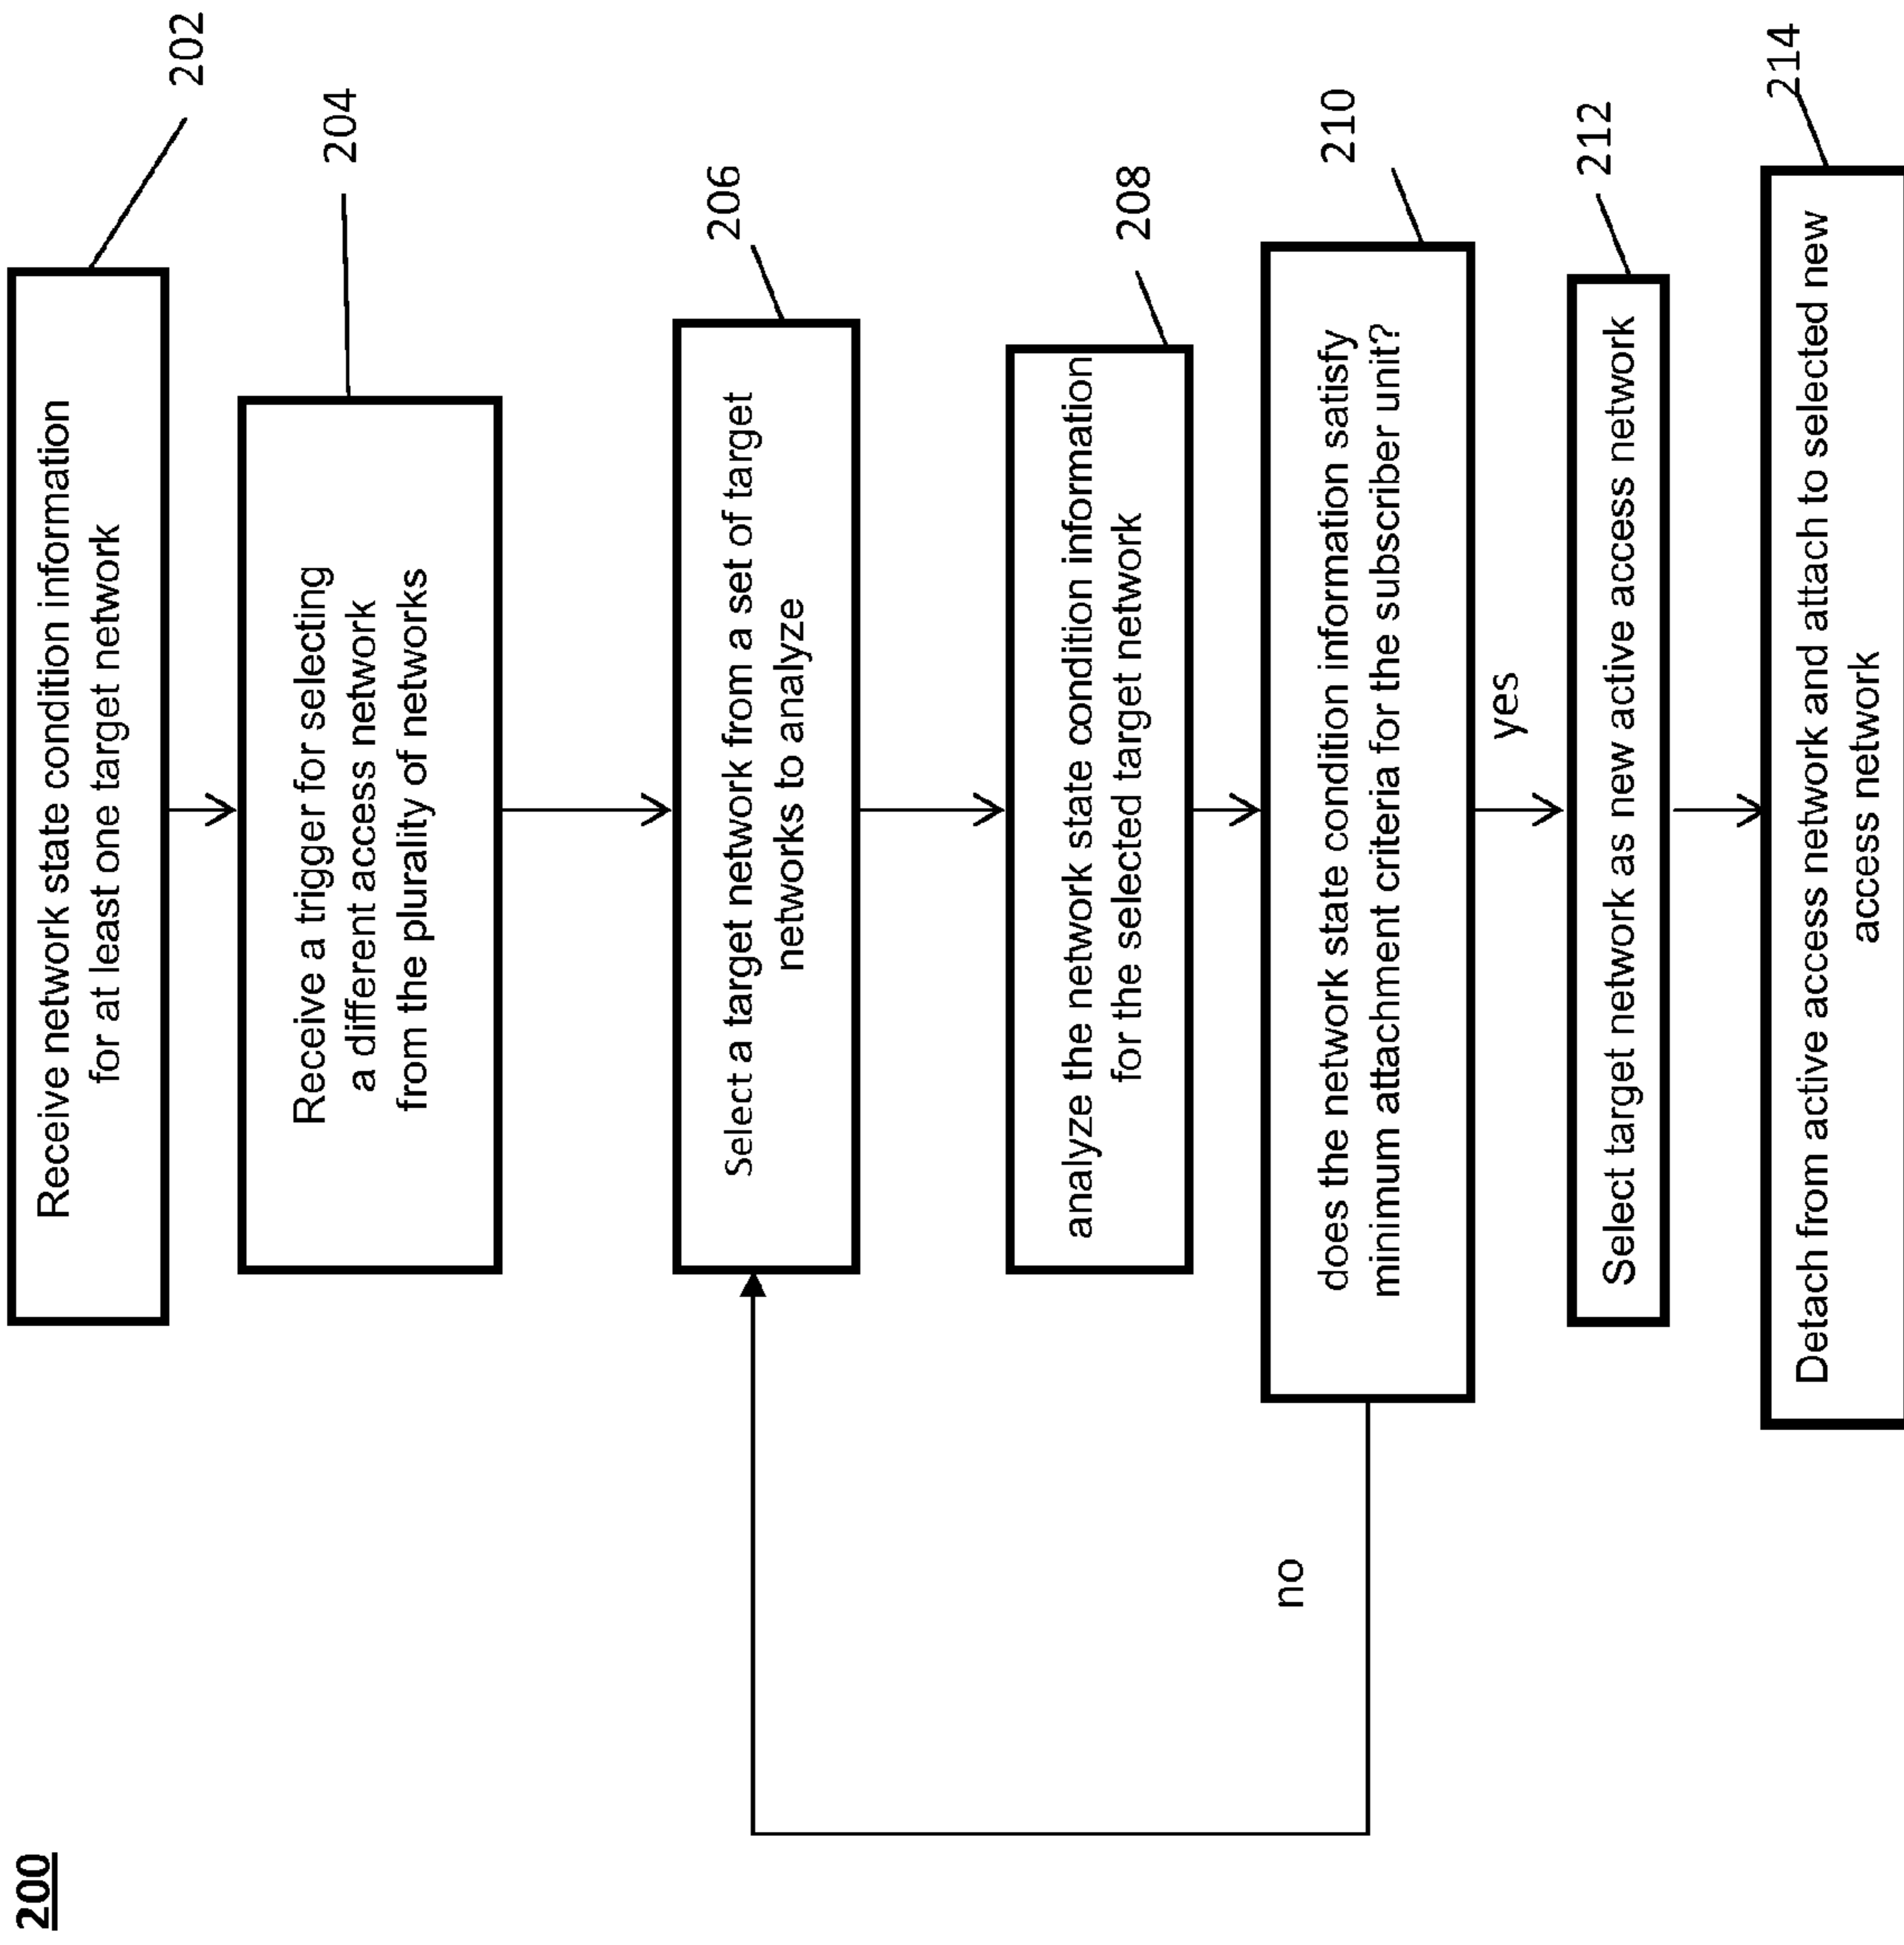 200
Receive network state condition information
for at least one target network
202
Receive a trigger for selecting
a different access network
from the plurality of networks
204
Select a target network from a set of target
networks to analyze
206
analyze the network state condition information
for the selected target network
208
does the network state condition information satisfy
minimum attachment criteria for the subscriber unit?
210
no
yes
Select target network as new active access network
212
Detach from active access network and attach to selected new
access network
214